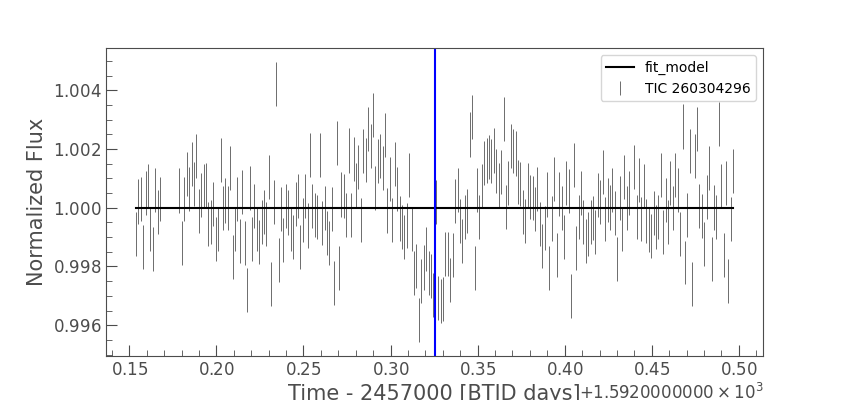 fit_model
TIC 260304296
Normalized Flux
1.004
1.002
1.000
0.998
0.996
0.15 0.20 0.25 0.30 0.35 0.40 0.45 0.50
Time - 2457000 [BTJD days]
+1.5920000000 × 10³